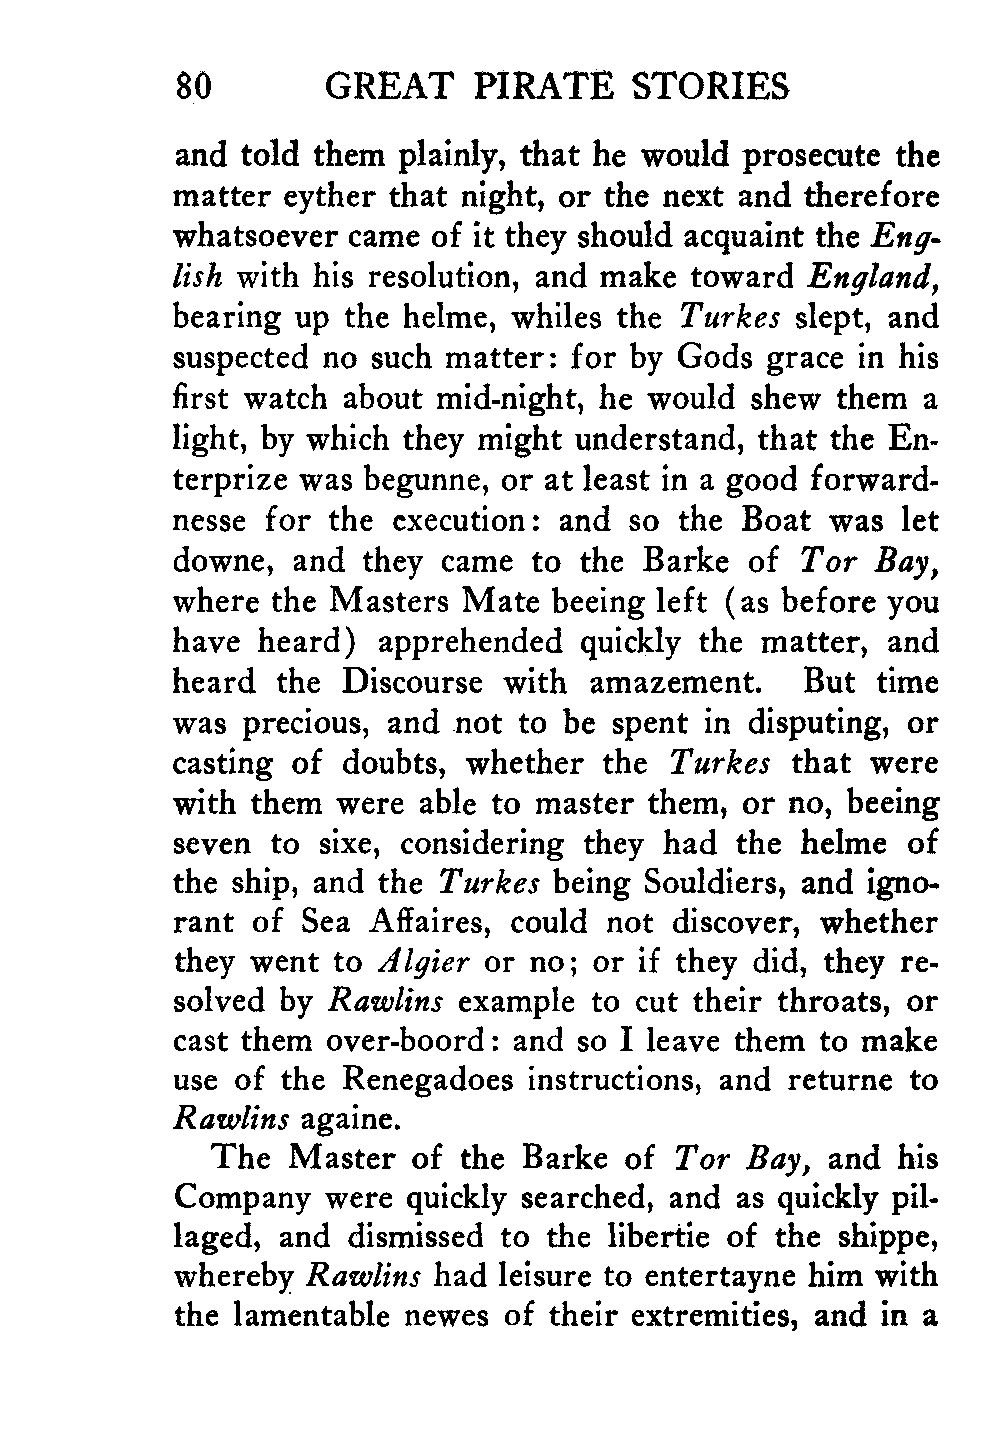 80 GREAT PIRATE STORIES
and told them plainly, that he would prosecute the
matter eyther that night, or the next and therefore
whatsoever came of it they should acquaint the Eng-
lish with his resolution, and make toward England,
bearing up the helme, whiles the Turkes slept, and
suspected no such matter: for by Gods grace in his
first watch about mid-night, he would shew them a
light, by which they might understand, that the En-
terprize was begunne, or at least in a good forward-
nesse for the execution: and so the Boat was let
downe, and they came to the Barke of Tor Bay,
where the Masters Mate beeing left (as before you
have heard) apprehended quickly the matter, and
heard the Discourse with amazement. But time
was precious, and not to be spent in disputing, or
casting of doubts, whether the Turkes that were
with them were able to master them, or no, beeing
seven to sixe, considering they had the helme of
the ship, and the Turkes being Souldiers, and igno-
rant of Sea Affaires, could not discover, whether
they went to Algier or no; or if they did, they re-
solved by Rawlins example to cut their throats, or
cast them over-boord: and so I leave them to make
use of the Renegadoes instructions, and returne to
Rawlins againe.
The Master of the Barke of Tor Bay, and his
Company were quickly searched, and as quickly pil-
laged, and dismissed to the libertie of the shippe,
whereby Rawlins had leisure to entertayne him with
the lamentable newes of their extremities, and in a